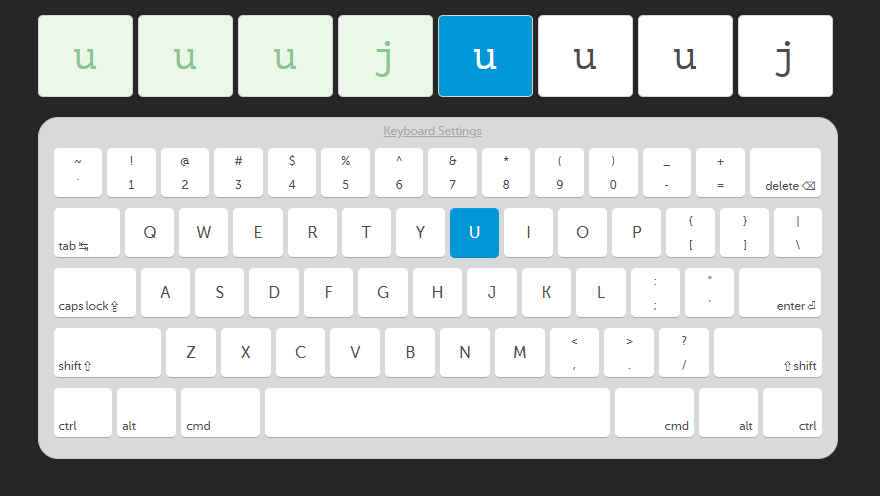 u u u j u u u j
Keyboard Settings
~ ! @ # $ % ^ & * ( ) _ +
` 1 2 3 4 5 6 7 8 9 0 - = delete ⌫
tab ↹ Q W E R T Y U I O P { [ } ] | \
caps lock ⇪ A S D F G H J K L : ; " ' enter ⏎
shift ⇧ Z X C V B N M < , > . ? / ⇧ shift
ctrl alt cmd cmd alt ctrl